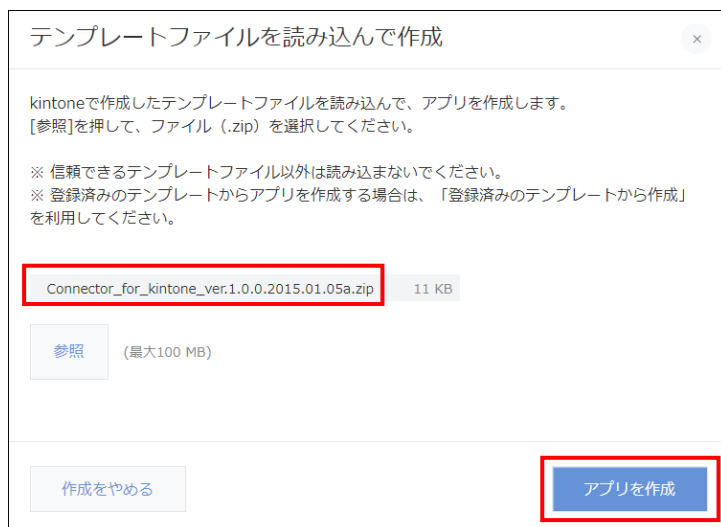 テンプレートファイルを読み込んで作成
×
kintoneで作成したテンプレートファイルを読み込んで、アプリを作成します。
[参照]を押して、ファイル（.zip）を選択してください。
※ 信頼できるテンプレートファイル以外は読み込まないでください。
※ 登録済みのテンプレートからアプリを作成する場合は、「登録済みのテンプレートから作成」
を利用してください。
Connector_for_kintone_ver.1.0.0.2015.01.05a.zip 11 KB
参照 (最大100 MB)
作成をやめる アプリを作成